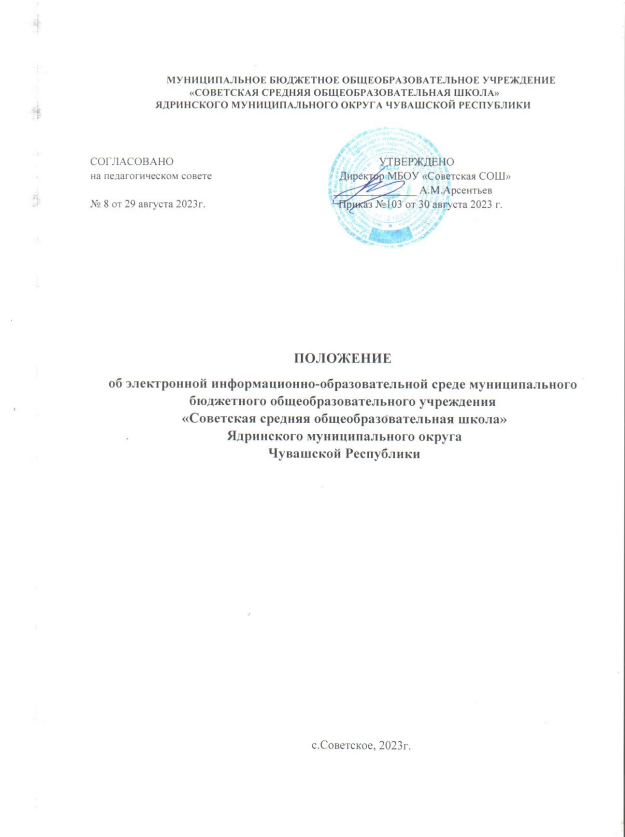 МУНИЦИПАЛЬНОЕ БЮДЖЕТНОЕ ОБЩЕОБРАЗОВАТЕЛЬНОЕ УЧРЕЖДЕНИЕ
«СОВЕТСКАЯ СРЕДНЯЯ ОБЩЕОБРАЗОВАТЕЛЬНАЯ ШКОЛА»
ЯДРИНСКОГО МУНИЦИПАЛЬНОГО ОКРУГА ЧУВАШСКОЙ РЕСПУБЛИКИ
СОГЛАСОВАНО
на педагогическом совете
№ 8 от 29 августа 2023г.
УТВЕРЖДЕНО
Директор МБОУ «Советская СОШ»
А.М.Арсентьев
Приказ №103 от 30 августа 2023 г.
ПОЛОЖЕНИЕ
об электронной информационно-образовательной среде муниципального
бюджетного общеобразовательного учреждения
«Советская средняя общеобразовательная школа»
Ядринского муниципального округа
Чувашской Республики
с.Советское, 2023г.